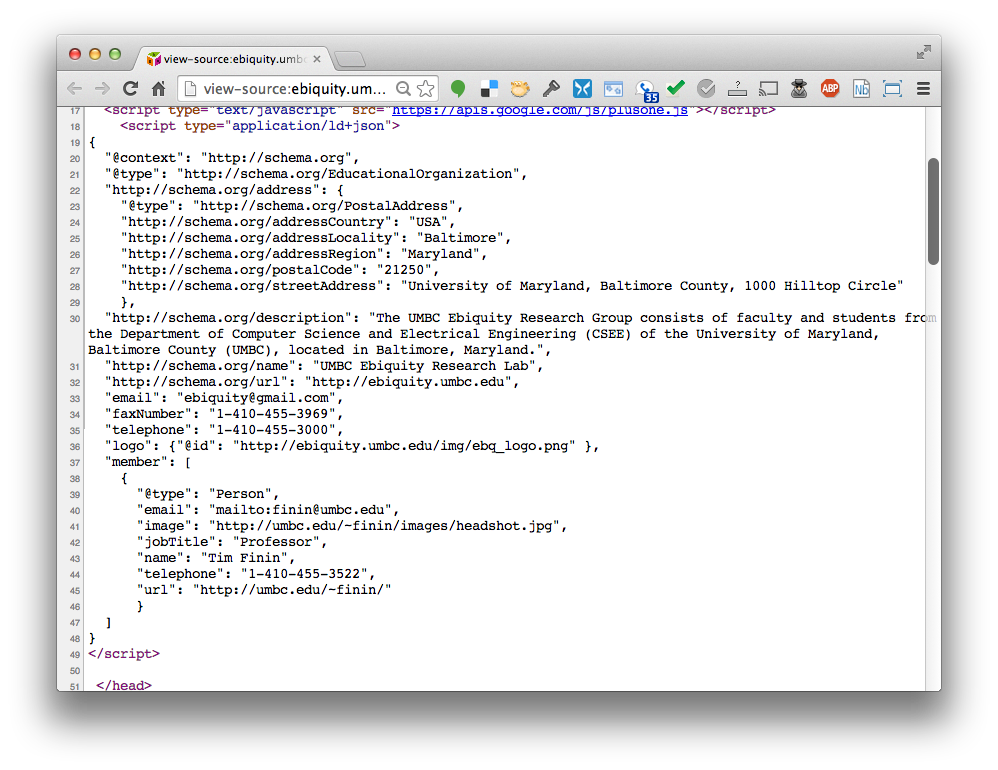 view-source:ebiquity.umbc
view-source:ebiquity.um...
35
ABP
Nb
17 <script type="text/javascript" src="https://apis.google.com/js/plusone.js"></script>
18 <script type="application/ld+json">
19 {
20 "@context": "http://schema.org",
21 "@type": "http://schema.org/EducationalOrganization",
22 "http://schema.org/address": {
23 "@type": "http://schema.org/PostalAddress",
24 "http://schema.org/addressCountry": "USA",
25 "http://schema.org/addressLocality": "Baltimore",
26 "http://schema.org/addressRegion": "Maryland",
27 "http://schema.org/postalCode": "21250",
28 "http://schema.org/streetAddress": "University of Maryland, Baltimore County, 1000 Hilltop Circle"
29 },
30 "http://schema.org/description": "The UMBC Ebiquity Research Group consists of faculty and students from
the Department of Computer Science and Electrical Engineering (CSEE) of the University of Maryland,
Baltimore County (UMBC), located in Baltimore, Maryland.",
31 "http://schema.org/name": "UMBC Ebiquity Research Lab",
32 "http://schema.org/url": "http://ebiquity.umbc.edu",
33 "email": "ebiquity@gmail.com",
34 "faxNumber": "1-410-455-3969",
35 "telephone": "1-410-455-3000",
36 "logo": {"@id": "http://ebiquity.umbc.edu/img/ebq_logo.png" },
37 "member": [
38 {
39 "@type": "Person",
40 "email": "mailto:finin@umbc.edu",
41 "image": "http://umbc.edu/~finin/images/headshot.jpg",
42 "jobTitle": "Professor",
43 "name": "Tim Finin",
44 "telephone": "1-410-455-3522",
45 "url": "http://umbc.edu/~finin/"
46 }
47 ]
48 }
49 </script>
50
51 </head>